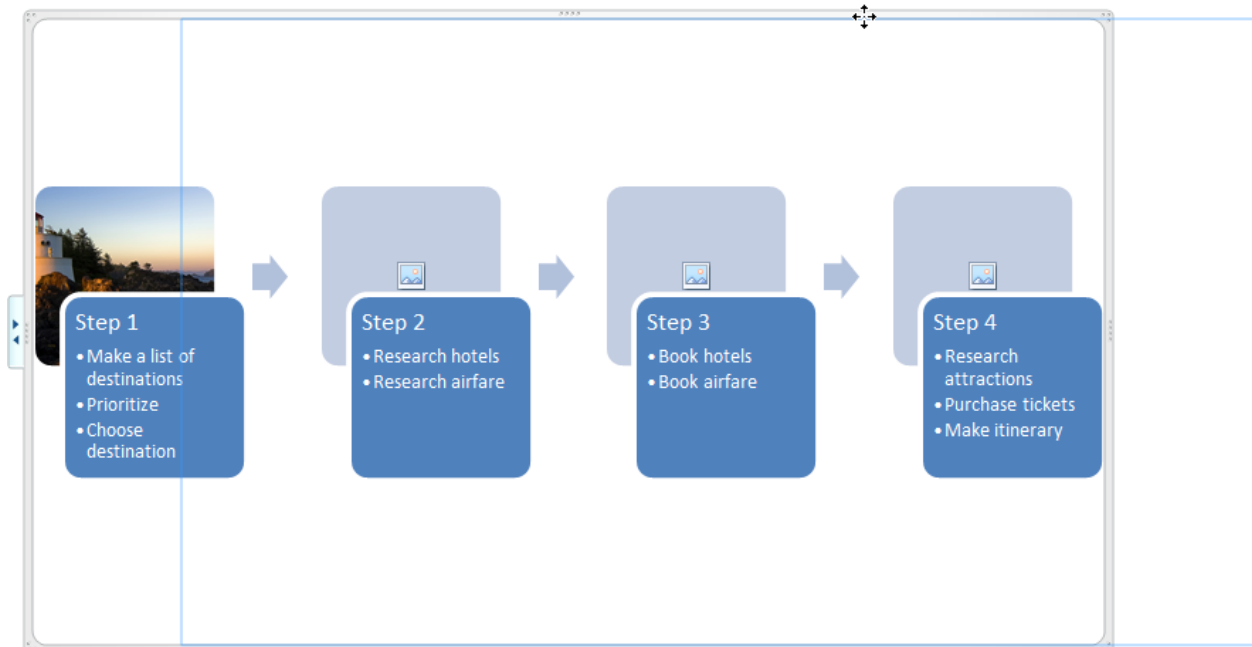 Step 1
•Make a list of
destinations
•Prioritize
•Choose
destination
Step 2
•Research hotels
•Research airfare
Step 3
•Book hotels
•Book airfare
Step 4
•Research
attractions
•Purchase tickets
•Make itinerary